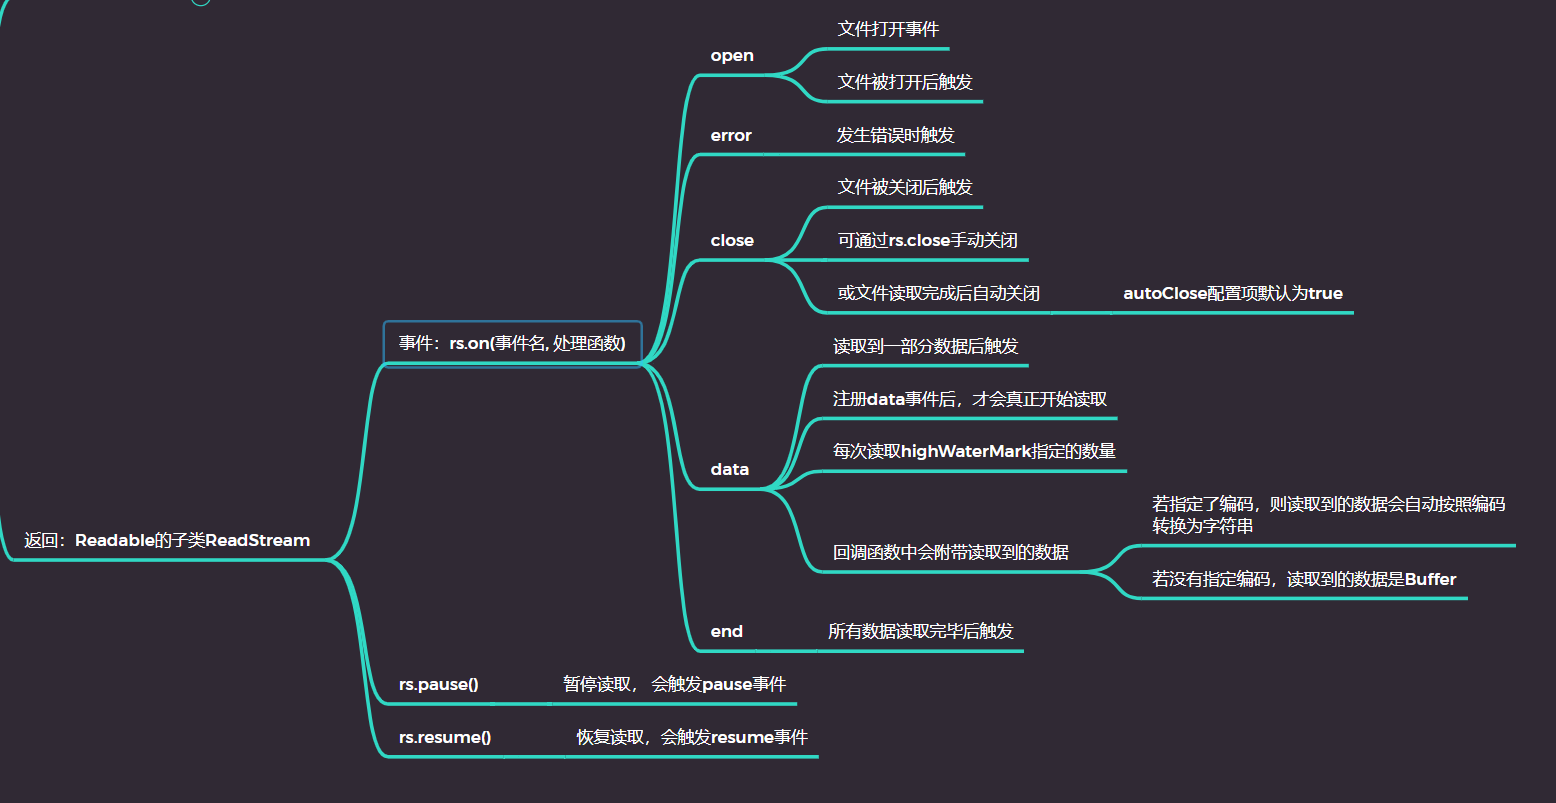 文件打开事件
open
文件被打开后触发
error
发生错误时触发
文件被关闭后触发
close
可通过rs.close手动关闭
或文件读取完成后自动关闭
autoClose配置项默认为true
事件：rs.on(事件名, 处理函数)
读取到一部分数据后触发
注册data事件后，才会真正开始读取
每次读取highWaterMark指定的数量
data
若指定了编码，则读取到的数据会自动按照编码
转换为字符串
回调函数中会附带读取到的数据
若没有指定编码，读取到的数据是Buffer
返回：Readable的子类ReadStream
end
所有数据读取完毕后触发
rs.pause()
暂停读取， 会触发pause事件
rs.resume()
恢复读取，会触发resume事件